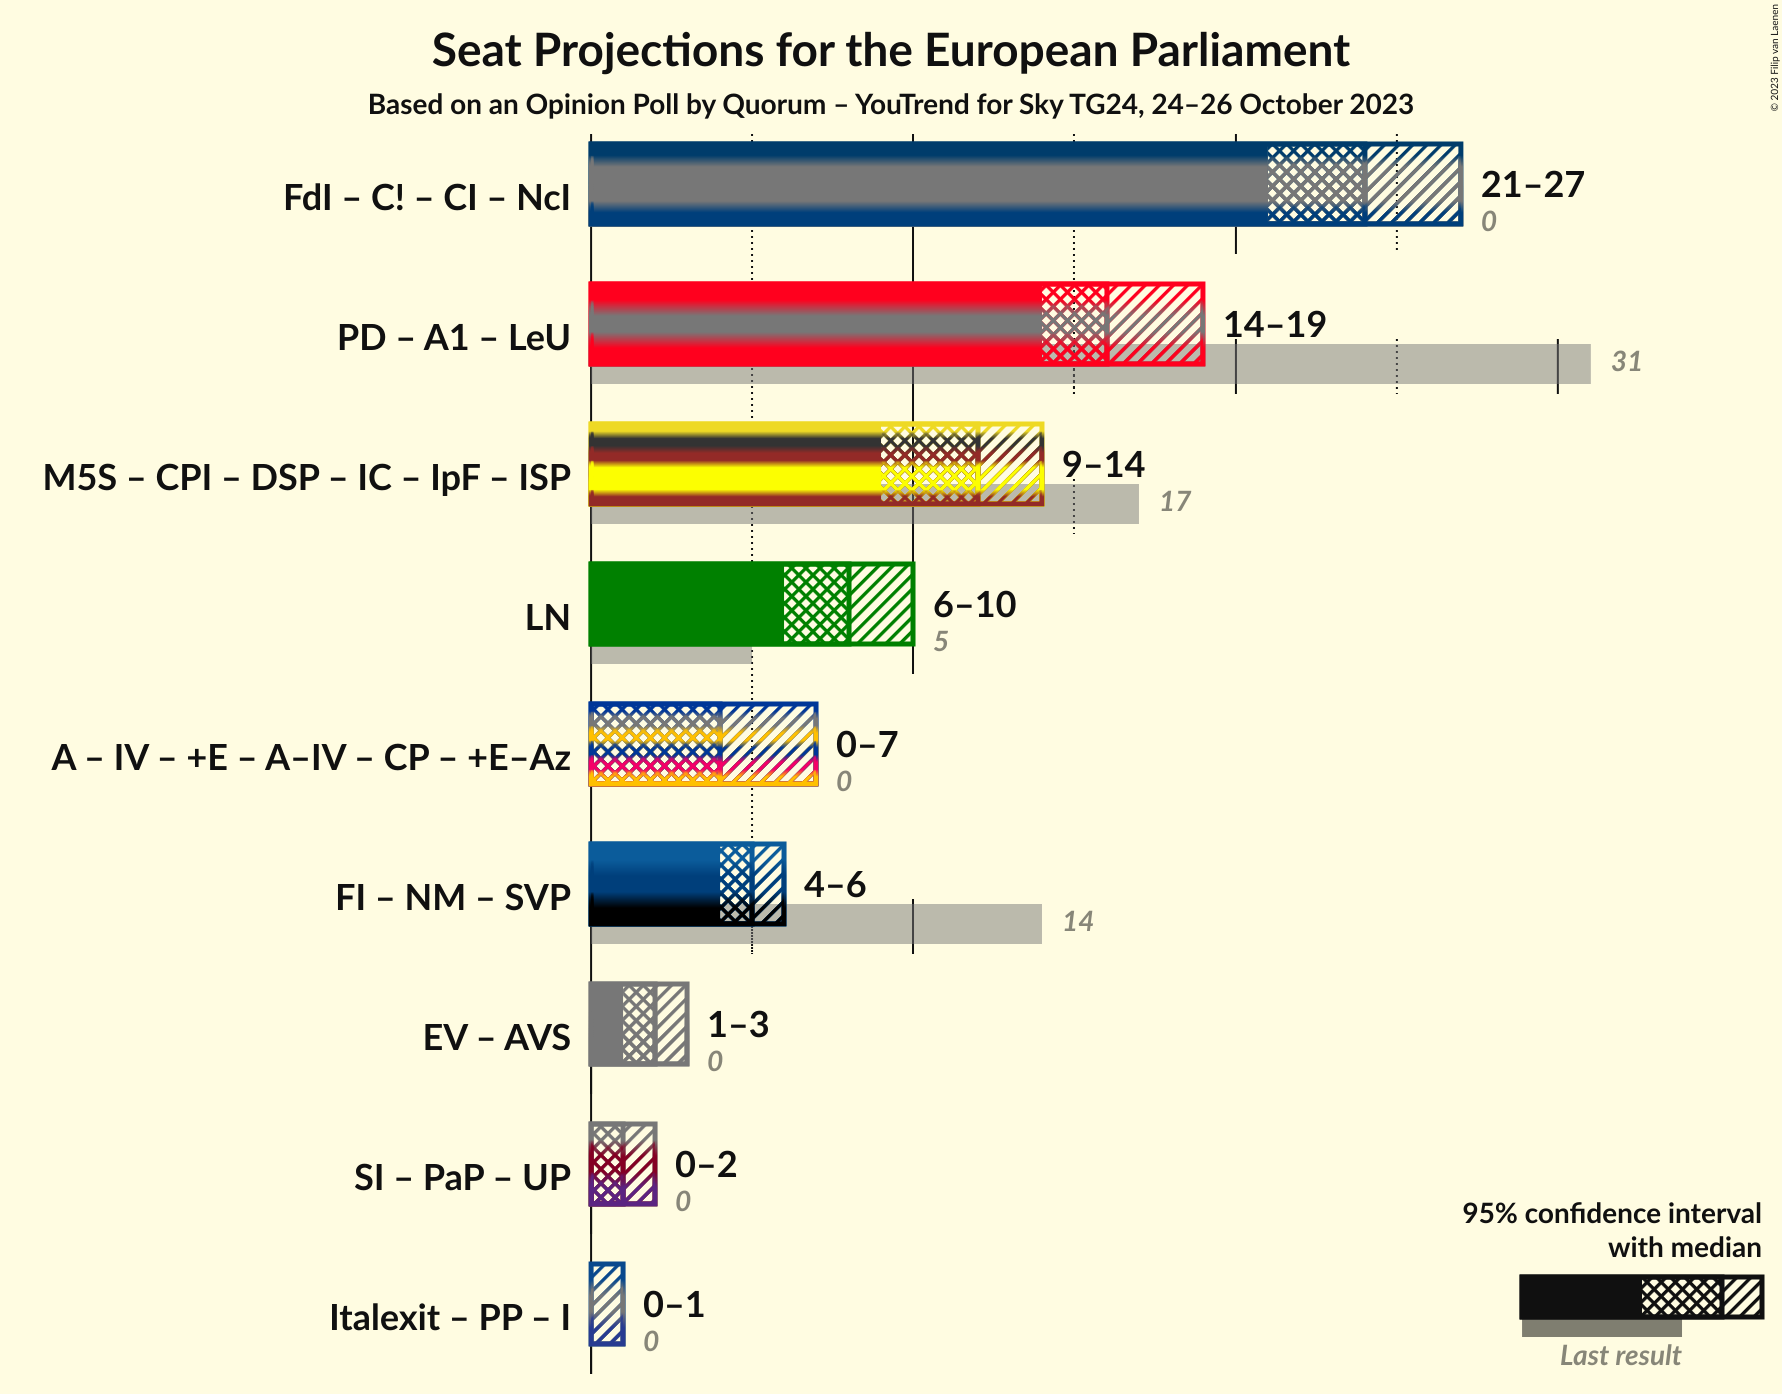 Seat Projections for the European Parliament
Based on an Opinion Poll by Quorum – YouTrend for Sky TG24, 24–26 October 2023
© 2023 Filip van Laenen
FdI – C! – CI – NcI
21–27
0
PD – A1 – LeU
14–19
31
M5S – CPI – DSP – IC – IpF – ISP
9–14
17
LN
6–10
5
A – IV – +E – A–IV – CP – +E–Az
0–7
0
FI – NM – SVP
4–6
14
EV – AVS
1–3
0
SI – PaP – UP
0–2
0
Italexit – PP – I
0–1
0
95% confidence interval
with median
Last result